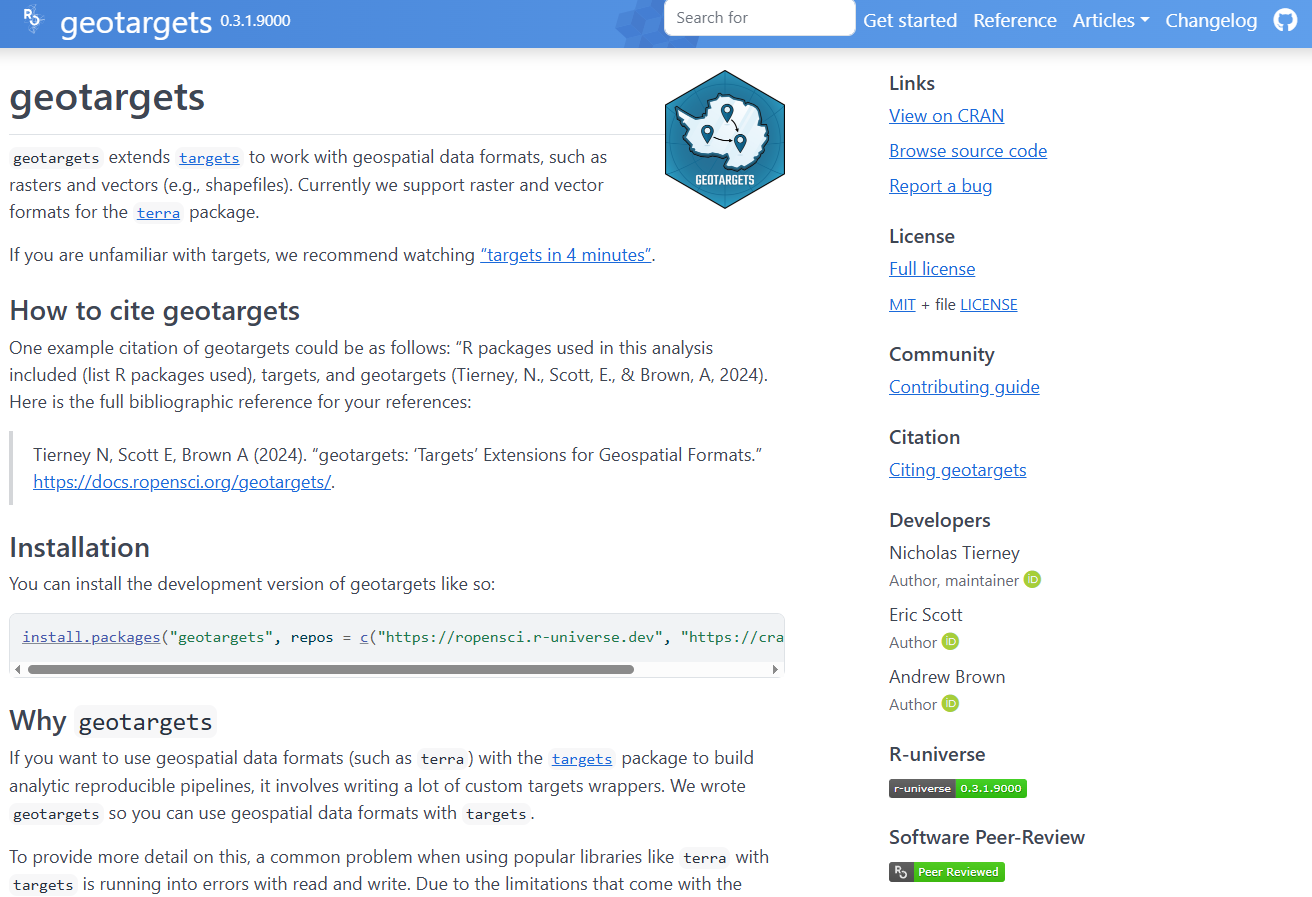 geotargets 0.3.1.9000 Search for Get started Reference Articles Changelog
geotargets
GEOTARGETS
geotargets extends targets to work with geospatial data formats, such as
rasters and vectors (e.g., shapefiles). Currently we support raster and vector
formats for the terra package.
If you are unfamiliar with targets, we recommend watching “targets in 4 minutes”.
How to cite geotargets
One example citation of geotargets could be as follows: “R packages used in this analysis
included (list R packages used), targets, and geotargets (Tierney, N., Scott, E., & Brown, A, 2024).
Here is the full bibliographic reference for your references:
Tierney N, Scott E, Brown A (2024). “geotargets: ‘Targets’ Extensions for Geospatial Formats.”
https://docs.ropensci.org/geotargets/.
Installation
You can install the development version of geotargets like so:
install.packages("geotargets", repos = c("https://ropensci.r-universe.dev", "https://cra
Why geotargets
If you want to use geospatial data formats (such as terra) with the targets package to build
analytic reproducible pipelines, it involves writing a lot of custom targets wrappers. We wrote
geotargets so you can use geospatial data formats with targets.
To provide more detail on this, a common problem when using popular libraries like terra with
targets is running into errors with read and write. Due to the limitations that come with the
Links
View on CRAN
Browse source code
Report a bug
License
Full license
MIT + file LICENSE
Community
Contributing guide
Citation
Citing geotargets
Developers
Nicholas Tierney
Author, maintainer iD
Eric Scott
Author iD
Andrew Brown
Author iD
R-universe
r-universe 0.3.1.9000
Software Peer-Review
Peer Reviewed